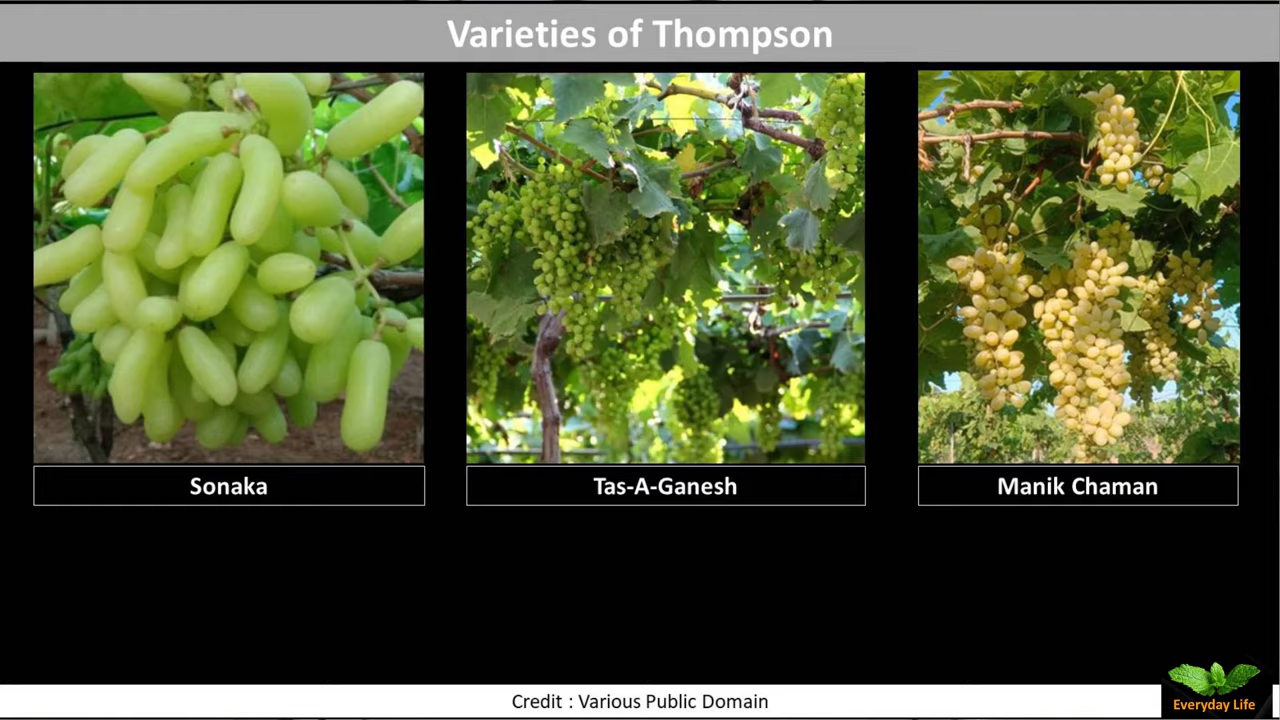 Varieties of Thompson
Sonaka
Tas-A-Ganesh
Manik Chaman
Credit : Various Public Domain
Everyday Life